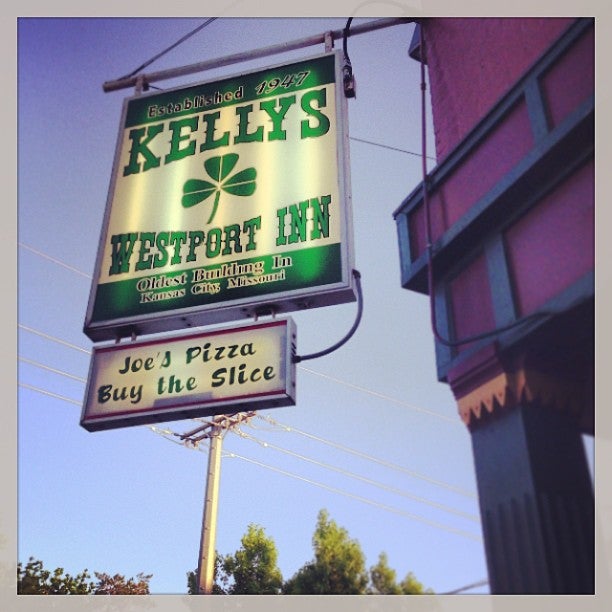 Established 1947
KELLYS
WESTPORT INN
Oldest Building In
Kansas City, Missouri
Joe's Pizza
Buy the Slice